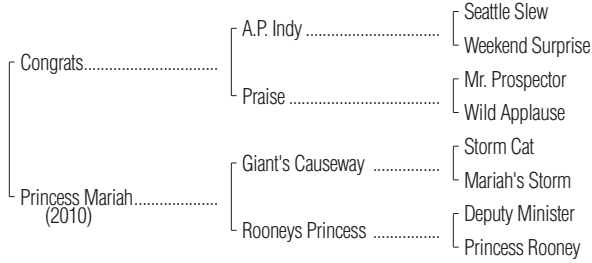 Seattle Slew
A.P. Indy ..............................
Weekend Surprise
Congrats..............................
Mr. Prospector
Praise ..................................
Wild Applause
Storm Cat
Giant's Causeway ...............
Mariah's Storm
Princess Mariah...................
(2010)
Deputy Minister
Rooneys Princess ...............
Princess Rooney